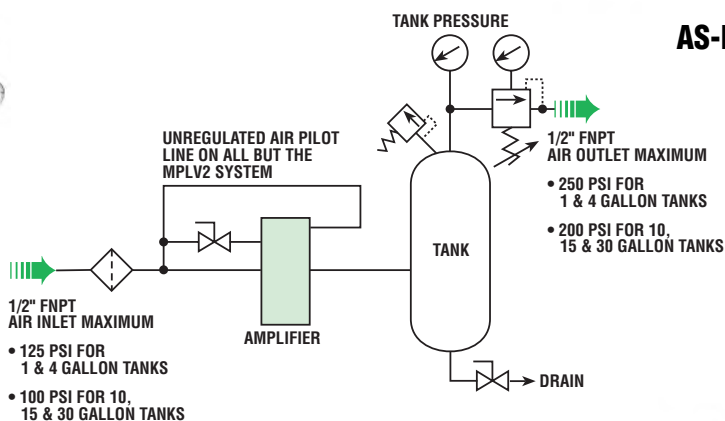 TANK PRESSURE
UNREGULATED AIR PILOT
LINE ON ALL BUT THE
MPLV2 SYSTEM
1/2" FNPT
AIR OUTLET MAXIMUM
• 250 PSI FOR
1 & 4 GALLON TANKS
• 200 PSI FOR 10,
15 & 30 GALLON TANKS
TANK
1/2" FNPT
AIR INLET MAXIMUM
• 125 PSI FOR
1 & 4 GALLON TANKS
• 100 PSI FOR 10,
15 & 30 GALLON TANKS
AMPLIFIER
DRAIN